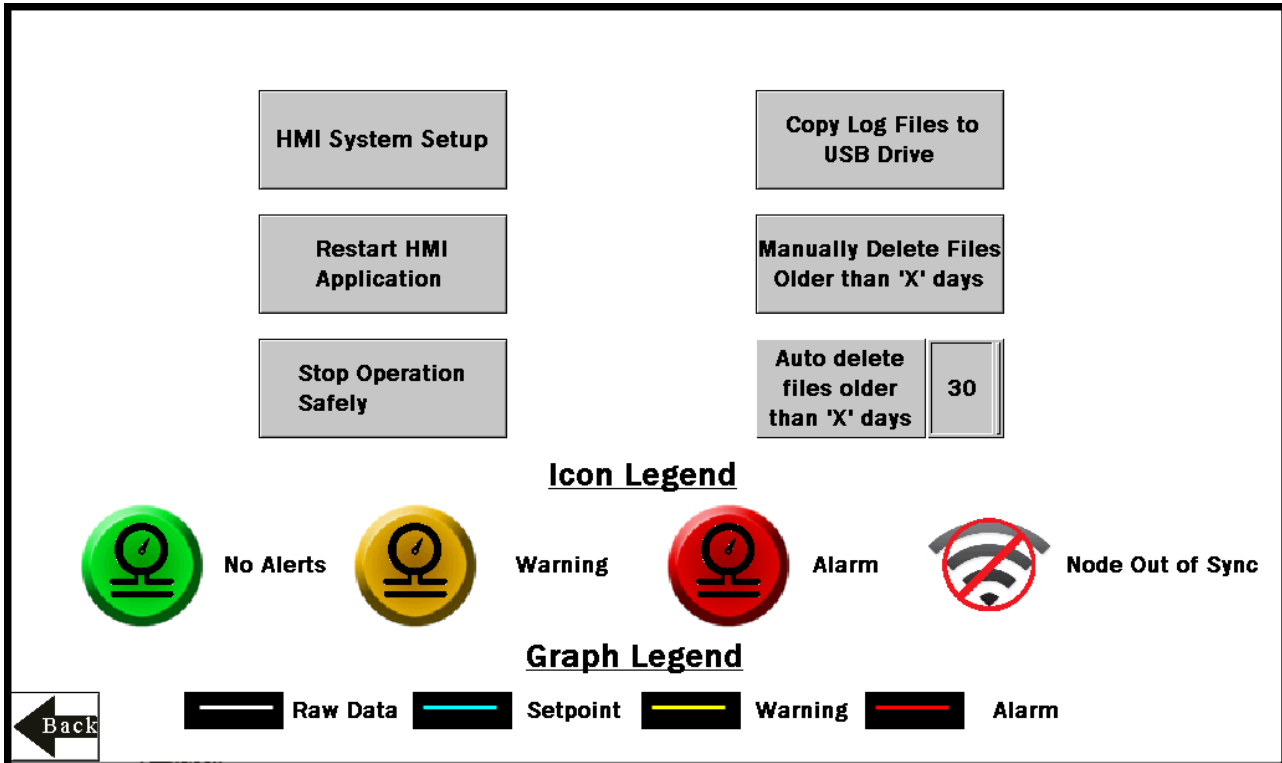 HMI System Setup
Copy Log Files to
USB Drive
Restart HMI
Application
Manually Delete Files
Older than 'X' days
Stop Operation
Safely
Auto delete
files older
than 'X' days
30
Icon Legend
No Alerts
Warning
Alarm
Node Out of Sync
Graph Legend
Raw Data
Setpoint
Warning
Alarm
Back